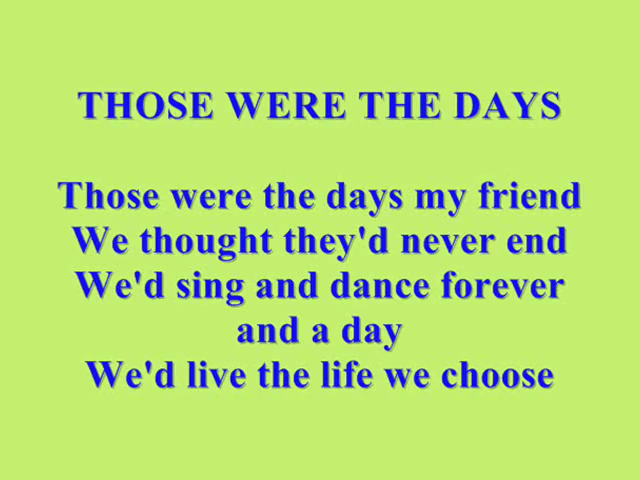 THOSE WERE THE DAYS
Those were the days my friend
We thought they'd never end
We'd sing and dance forever
and a day
We'd live the life we choose